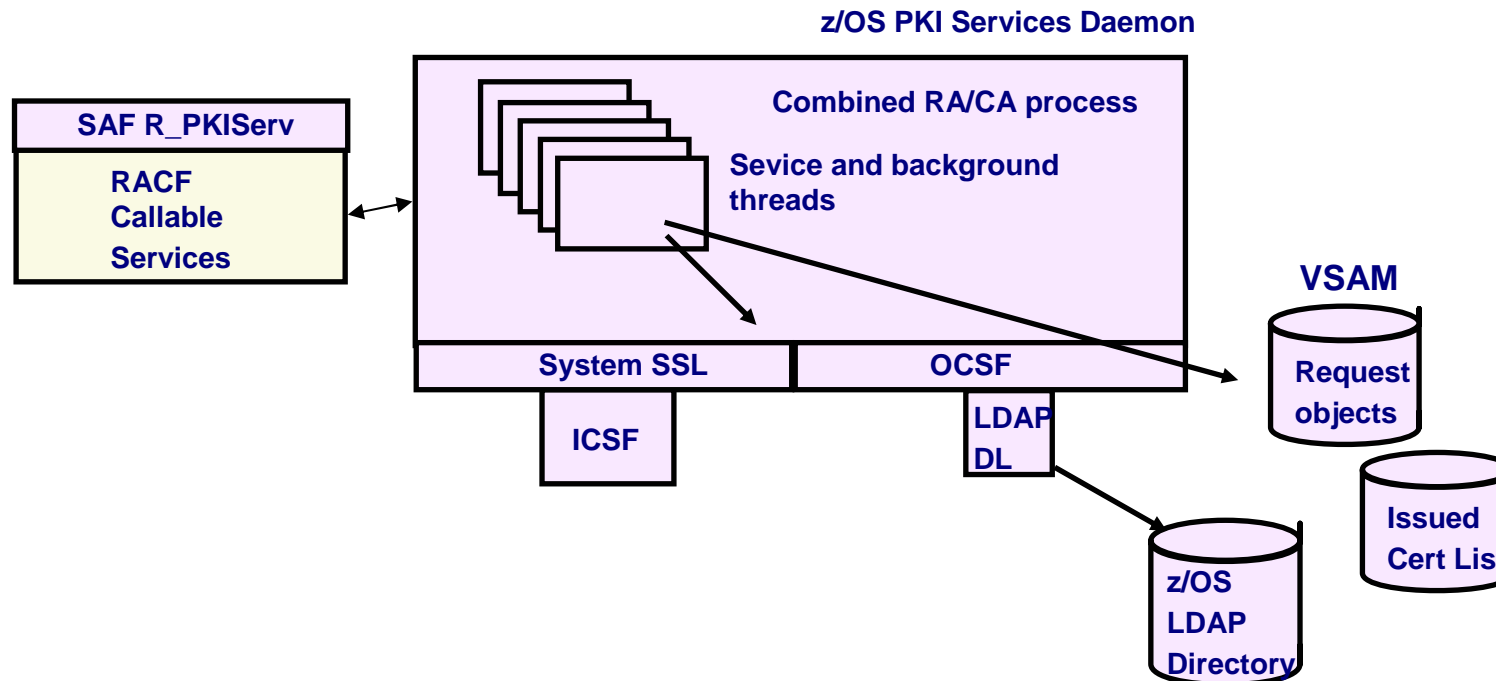 z/OS PKI Services Daemon
SAF R_PKIServ
RACF
Callable
Services
Combined RA/CA process
Sevice and background
threads
System SSL
OCSF
ICSF
LDAP
DL
VSAM
Request
objects
Issued
Cert Lis
z/OS
LDAP
Directory